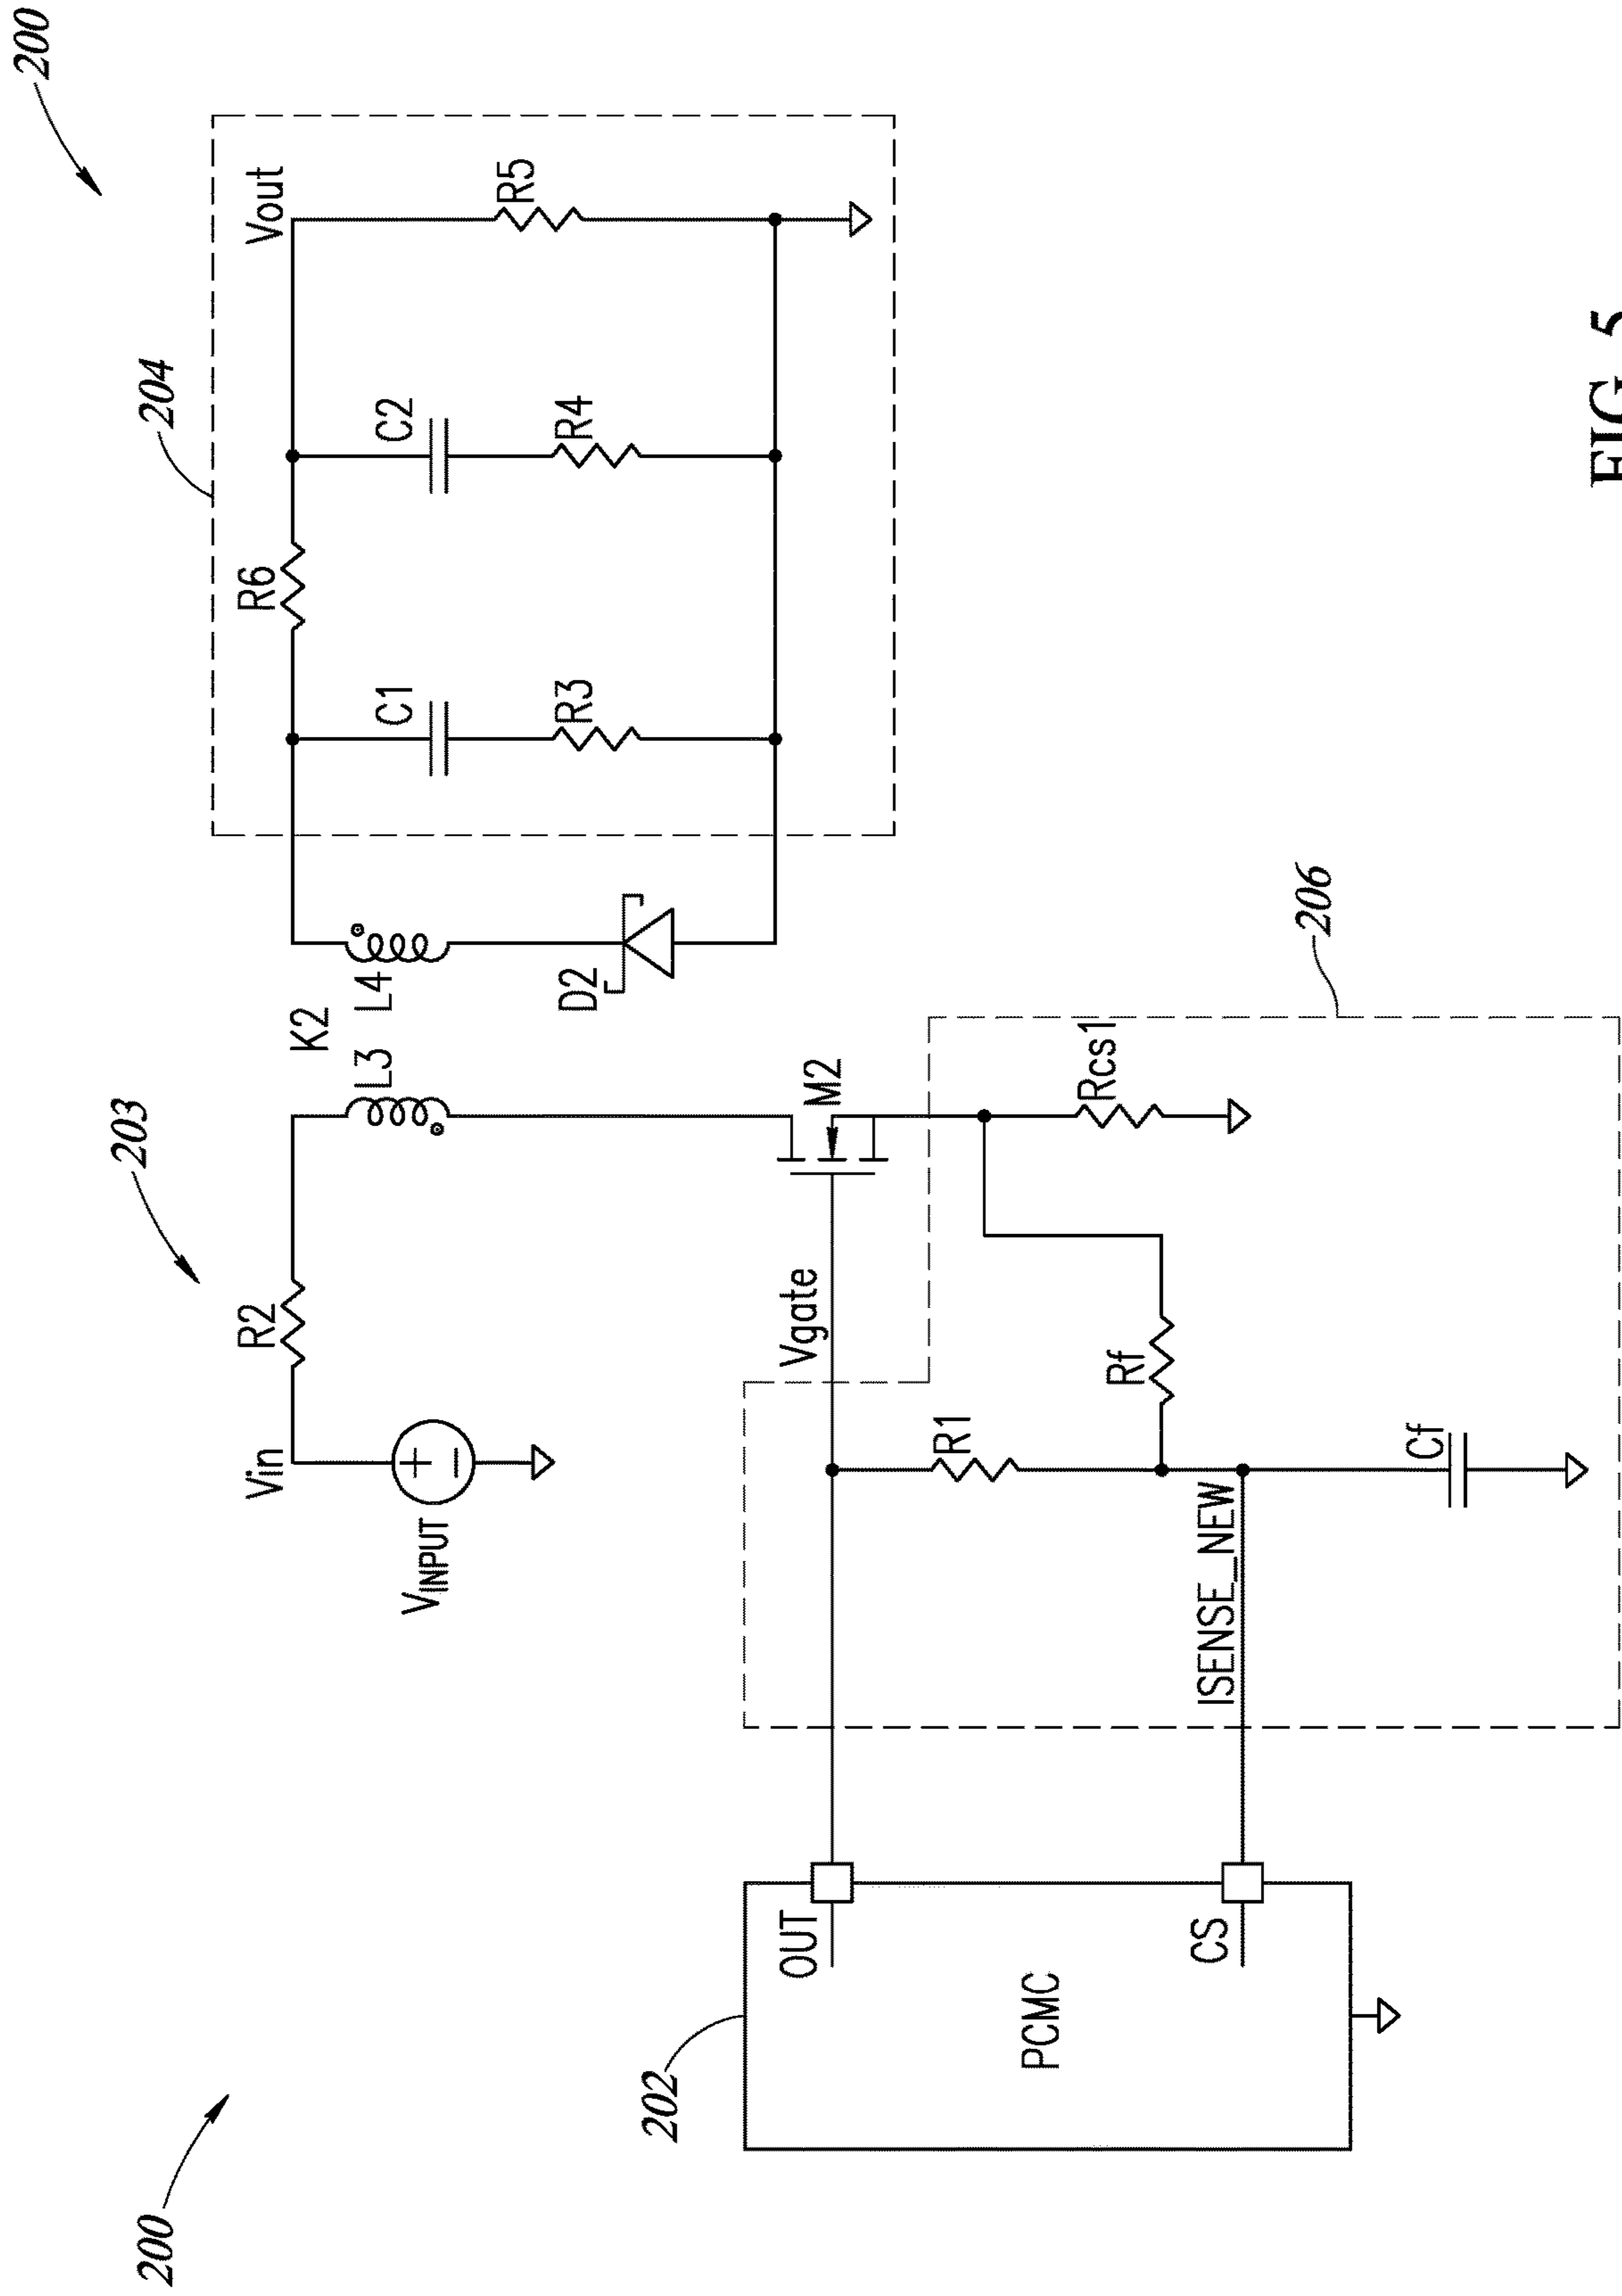 200
200
203
204
Vin
R2
K2
L3
L4
R6
Vout
VINPUT
C1
C2
R3
R4
R5
D2
202
OUT
Vgate
M2
R1
Rf
Rcs1
206
PCMC
CS
ISENSE_NEW
Cf
FIG. 5